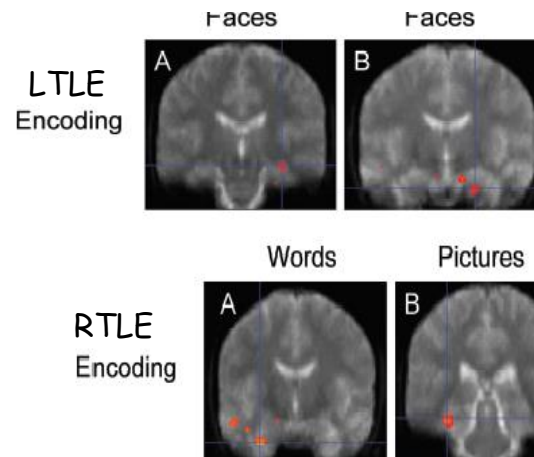 Faces Faces
A B
LTLE
Encoding
Words Pictures
A B
RTLE
Encoding